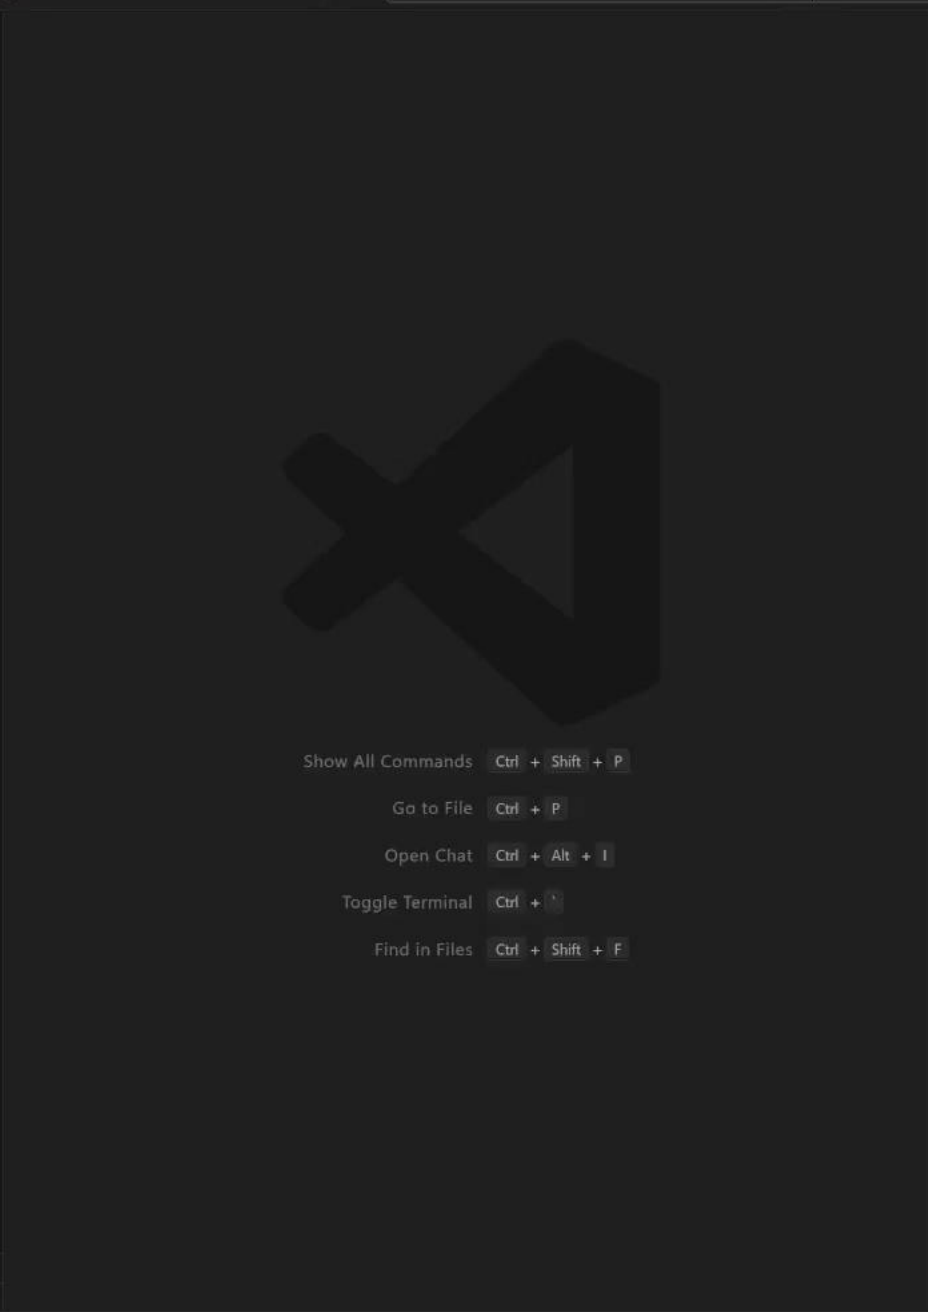 Show All Commands Ctrl + Shift + P
Go to File Ctrl + P
Open Chat Ctrl + Alt + I
Toggle Terminal Ctrl + `
Find in Files Ctrl + Shift + F